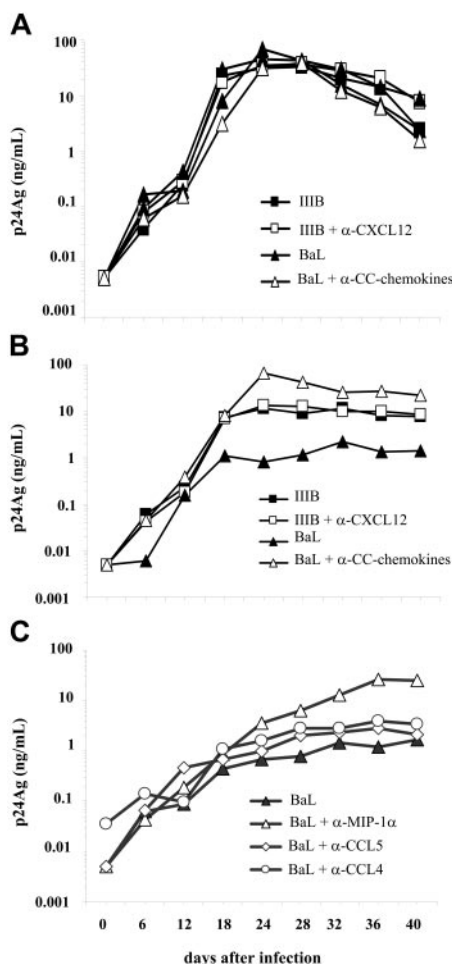 A
p24Ag (ng/mL)
100
10
1
0.1
0.01
0.001
IIIB
IIIB + α-CXCL12
BaL
BaL + α-CC-chemokines
B
p24Ag (ng/mL)
100
10
1
0.1
0.01
0.001
IIIB
IIIB + α-CXCL12
BaL
BaL + α-CC-chemokines
C
p24Ag (ng/mL)
100
10
1
0.1
0.01
0.001
BaL
BaL + α-MIP-1α
BaL + α-CCL5
BaL + α-CCL4
0 6 12 18 24 28 32 36 40
days after infection